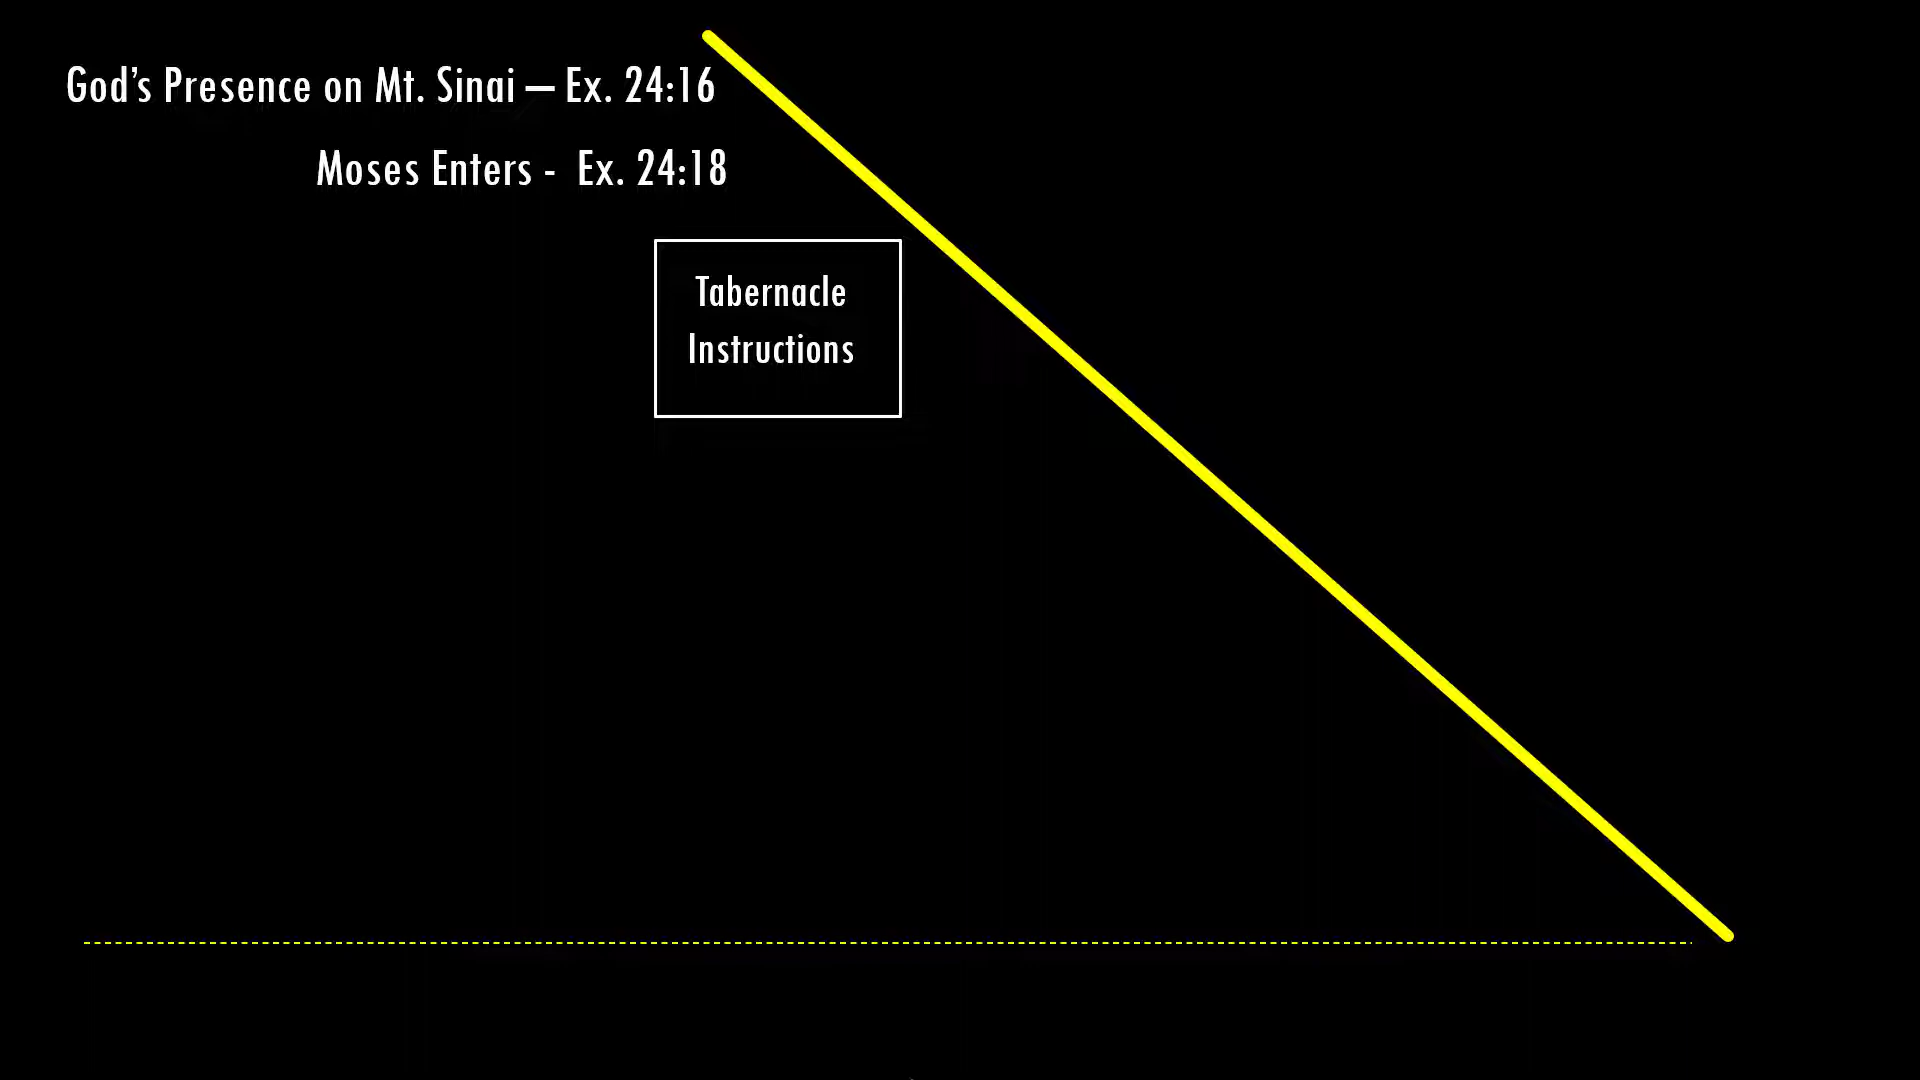 God’s Presence on Mt. Sinai – Ex. 24:16
Moses Enters - Ex. 24:18
Tabernacle
Instructions